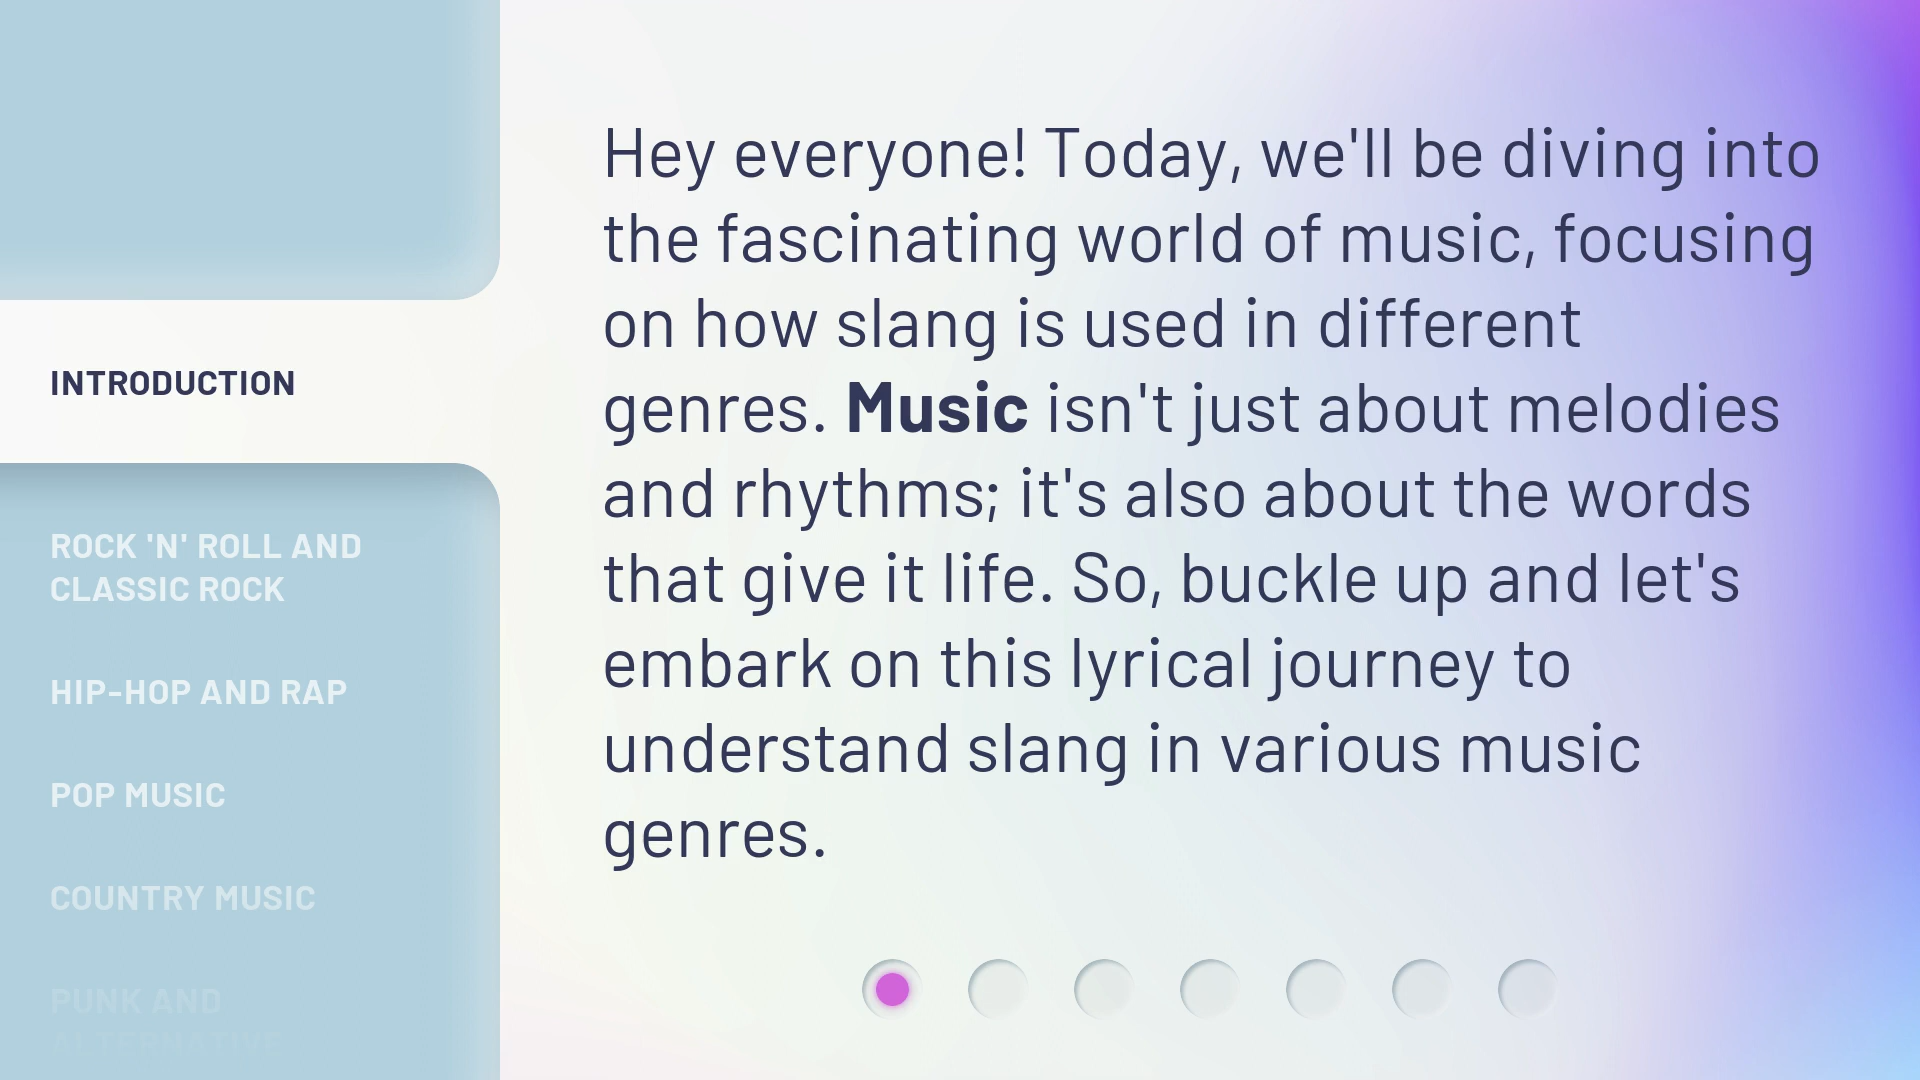 INTRODUCTION
ROCK 'N' ROLL AND
CLASSIC ROCK
HIP-HOP AND RAP
POP MUSIC
COUNTRY MUSIC
PUNK AND
ALTERNATIVE
Hey everyone! Today, we'll be diving into
the fascinating world of music, focusing
on how slang is used in different
genres. Music isn't just about melodies
and rhythms; it's also about the words
that give it life. So, buckle up and let's
embark on this lyrical journey to
understand slang in various music
genres.